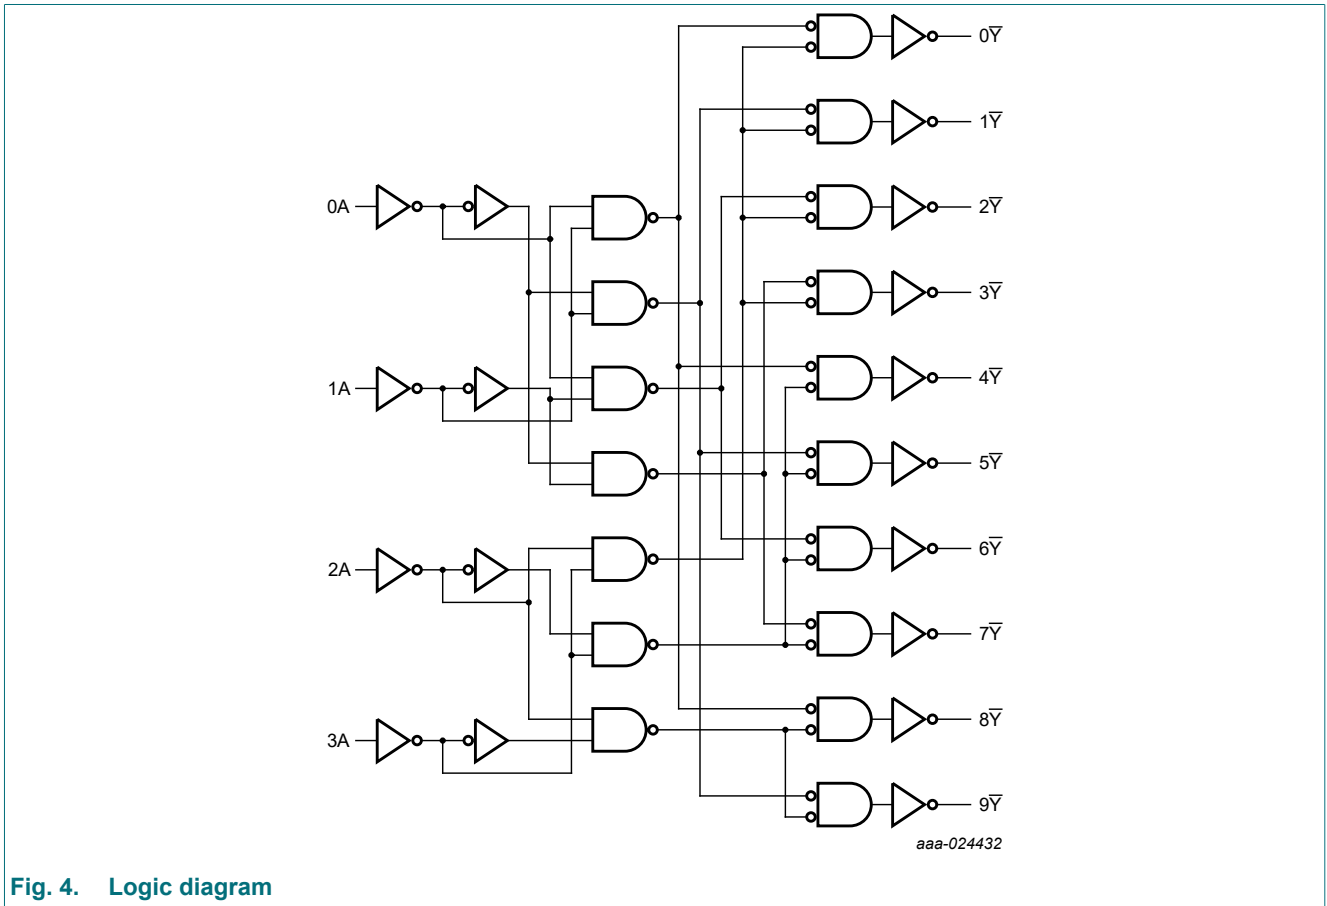 0Y̅
1Y̅
2Y̅
3Y̅
4Y̅
5Y̅
6Y̅
7Y̅
8Y̅
9Y̅
0A
1A
2A
3A
aaa-024432
Fig. 4. Logic diagram